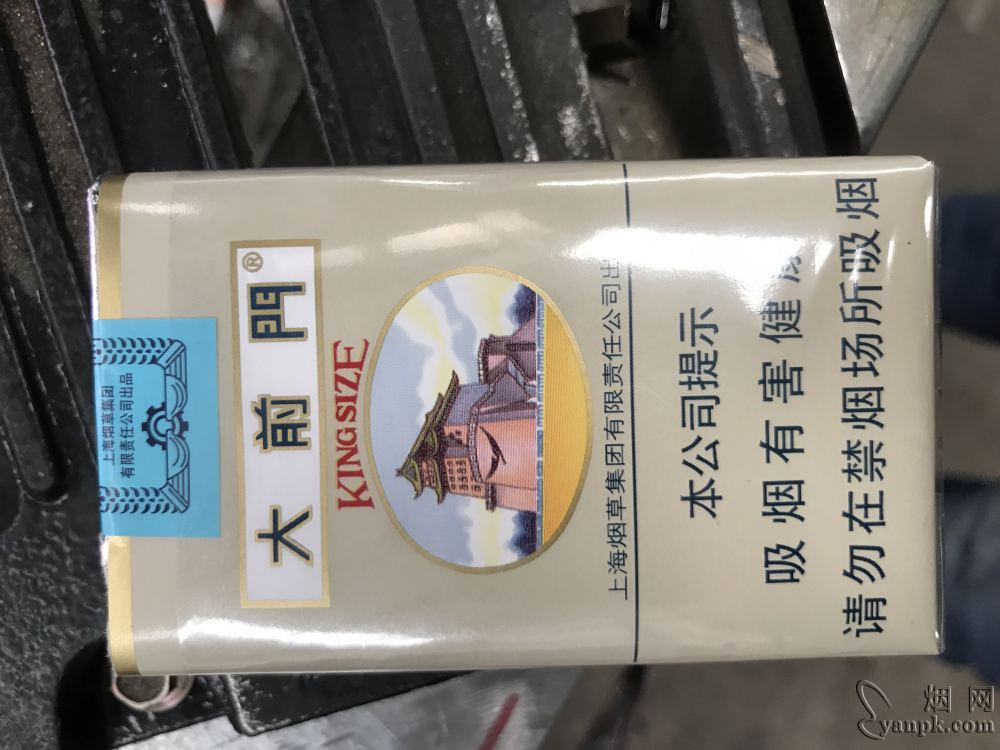 上海烟草集团
有限责任公司出品
大前門®
KING SIZE
上海烟草集团有限责任公司出
本公司提示
吸烟有害健康
请勿在禁烟场所吸烟
烟网
yanpk.com